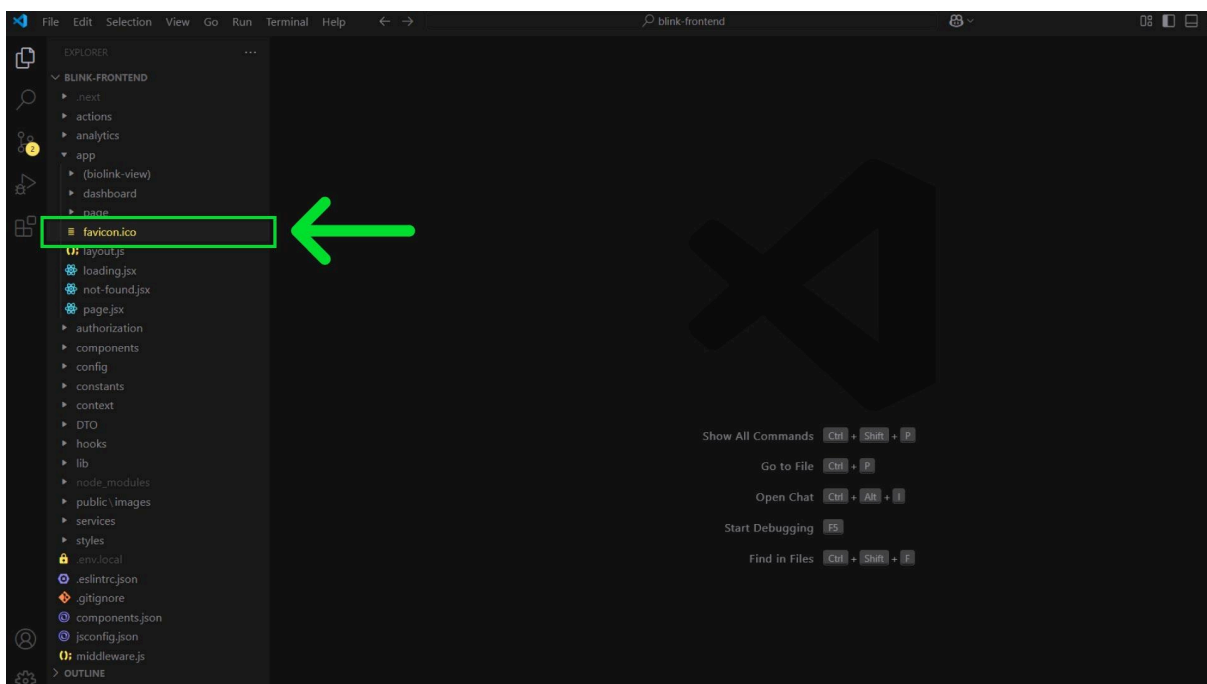 File Edit Selection View Go Run Terminal Help
blink-frontend
EXPLORER
BLINK-FRONTEND
.next
actions
analytics
2
app
(biolink-view)
dashboard
page
favicon.ico
layout.js
loading.jsx
not-found.jsx
page.jsx
authorization
components
config
constants
context
DTO
hooks
lib
node_modules
public\images
services
styles
.env.local
.eslintrc.json
.gitignore
components.json
jsconfig.json
middleware.js
OUTLINE
Show All Commands Ctrl + Shift + P
Go to File Ctrl + P
Open Chat Ctrl + Alt + I
Start Debugging F5
Find in Files Ctrl + Shift + F